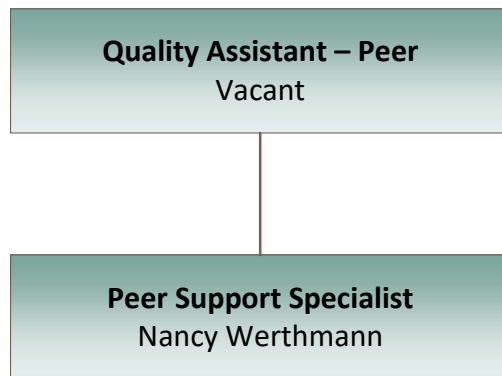 Quality Assistant – Peer
Vacant
Peer Support Specialist
Nancy Werthmann